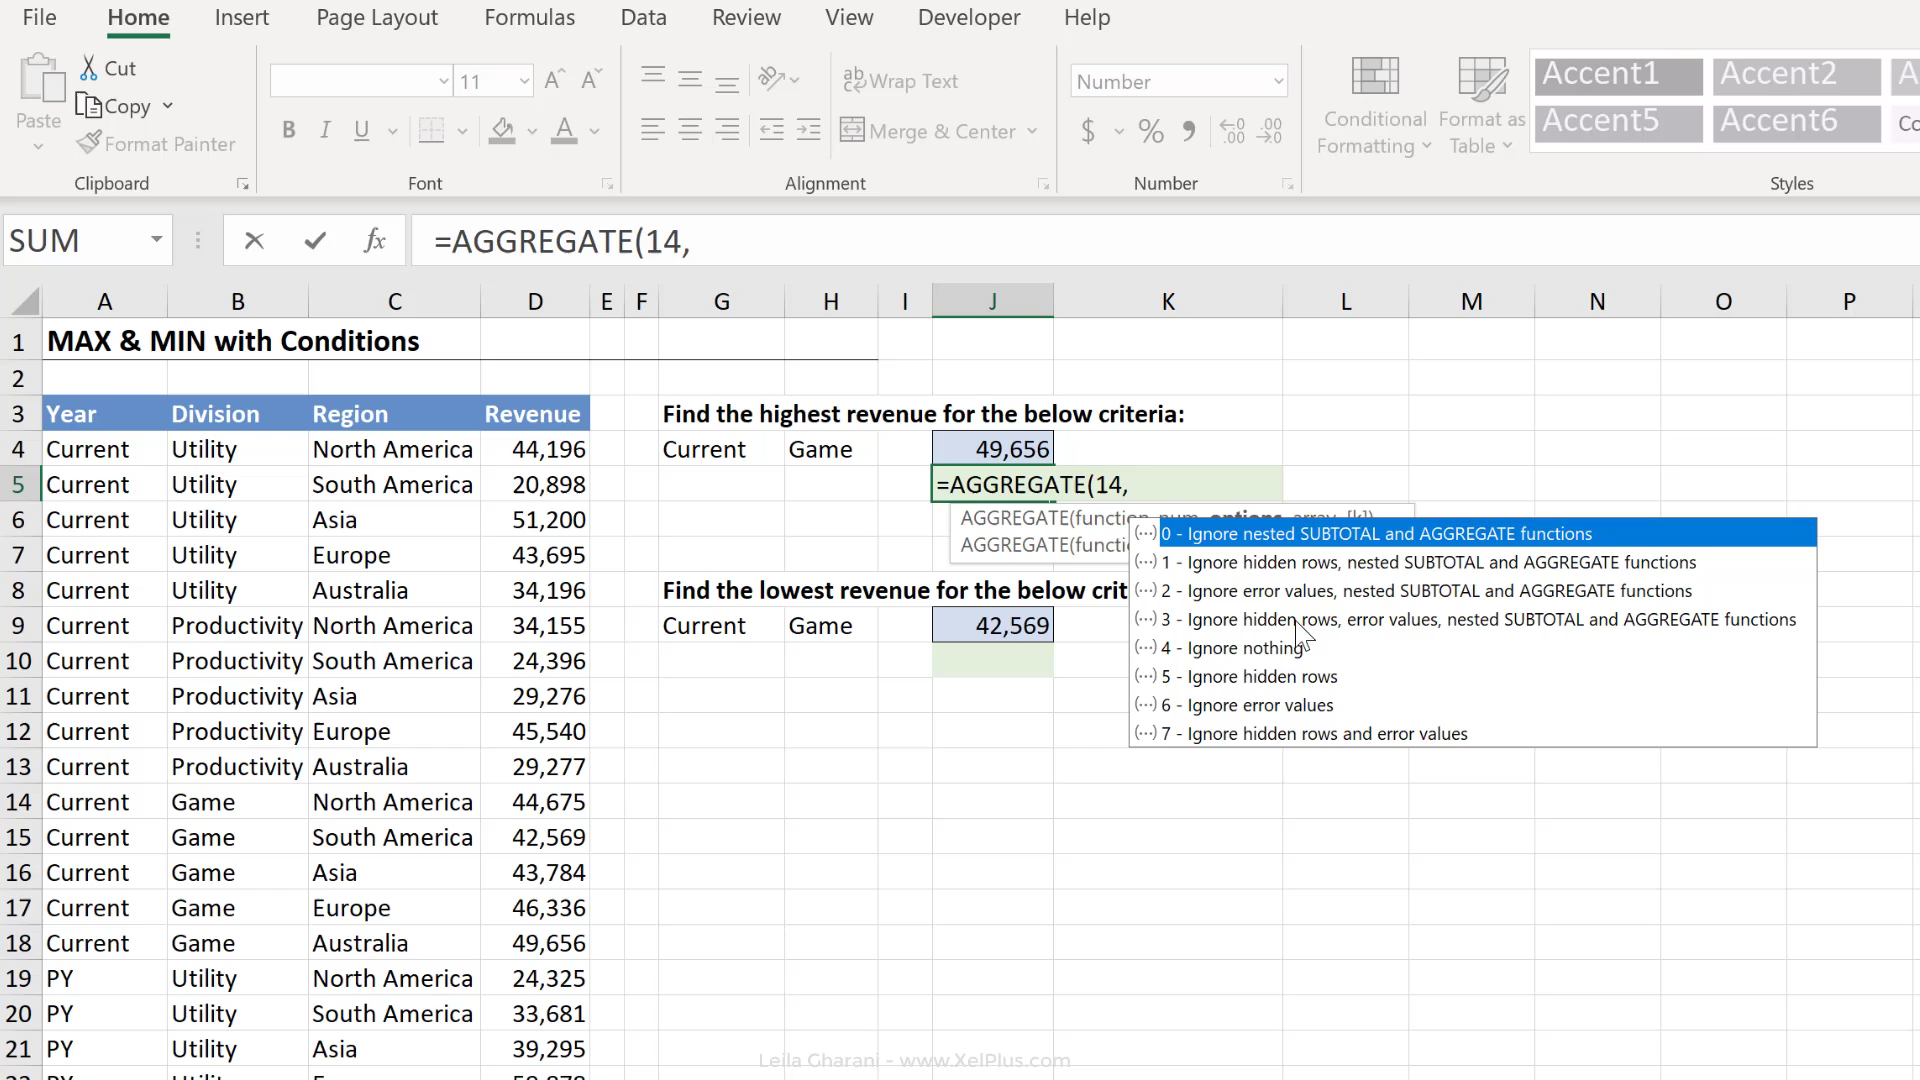 File Home Insert Page Layout Formulas Data Review View Developer Help
Cut
Copy
Format Painter
Paste
Clipboard
11
B I U
Font
Wrap Text
Merge & Center
Alignment
Number
$ % 9
Number
Conditional Formatting
Format as Table
Accent1 Accent2
Accent5 Accent6
Styles
SUM fx =AGGREGATE(14,
A B C D E F G H I J K L M N O P
1 MAX & MIN with Conditions
2
3 Year Division Region Revenue Find the highest revenue for the below criteria:
4 Current Utility North America 44,196 Current Game 49,656
5 Current Utility South America 20,898 =AGGREGATE(14,
AGGREGATE(function_num, options, array, [k])
0 - Ignore nested SUBTOTAL and AGGREGATE functions
1 - Ignore hidden rows, nested SUBTOTAL and AGGREGATE functions
2 - Ignore error values, nested SUBTOTAL and AGGREGATE functions
3 - Ignore hidden rows, error values, nested SUBTOTAL and AGGREGATE functions
4 - Ignore nothing
5 - Ignore hidden rows
6 - Ignore error values
7 - Ignore hidden rows and error values
6 Current Utility Asia 51,200
7 Current Utility Europe 43,695
8 Current Utility Australia 34,196 Find the lowest revenue for the below crit
9 Current Productivity North America 34,155 Current Game 42,569
10 Current Productivity South America 24,396
11 Current Productivity Asia 29,276
12 Current Productivity Europe 45,540
13 Current Productivity Australia 29,277
14 Current Game North America 44,675
15 Current Game South America 42,569
16 Current Game Asia 43,784
17 Current Game Europe 46,336
18 Current Game Australia 49,656
19 PY Utility North America 24,325
20 PY Utility South America 33,681
21 PY Utility Asia 39,295
Leila Gharani - www.XelPlus.com